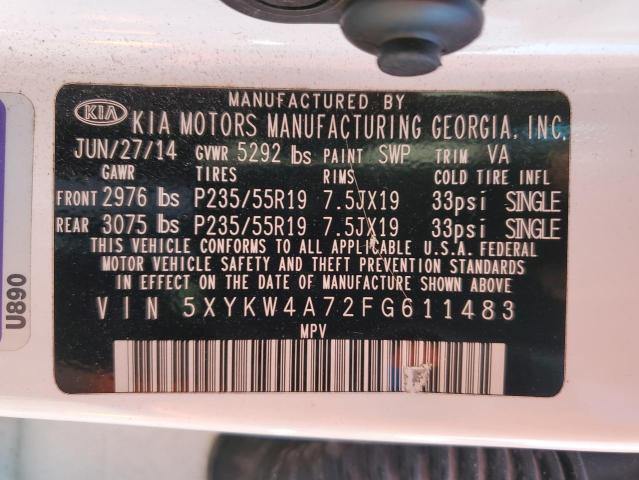 MANUFACTURED BY
KIA KIA MOTORS MANUFACTURING GEORGIA, INC.
JUN/27/14 GVWR 5292 lbs PAINT SWP TRIM VA
GAWR TIRES RIMS COLD TIRE INFL
FRONT 2976 lbs P235/55R19 7.5JX19 33psi SINGLE
REAR 3075 lbs P235/55R19 7.5JX19 33psi SINGLE
THIS VEHICLE CONFORMS TO ALL APPLICABLE U.S.A. FEDERAL
MOTOR VEHICLE SAFETY AND THEFT PREVENTION STANDARDS
IN EFFECT ON THE DATE OF MANUFACTURE SHOWN ABOVE
VIN 5XYKW4A72FG611483
MPV
U890